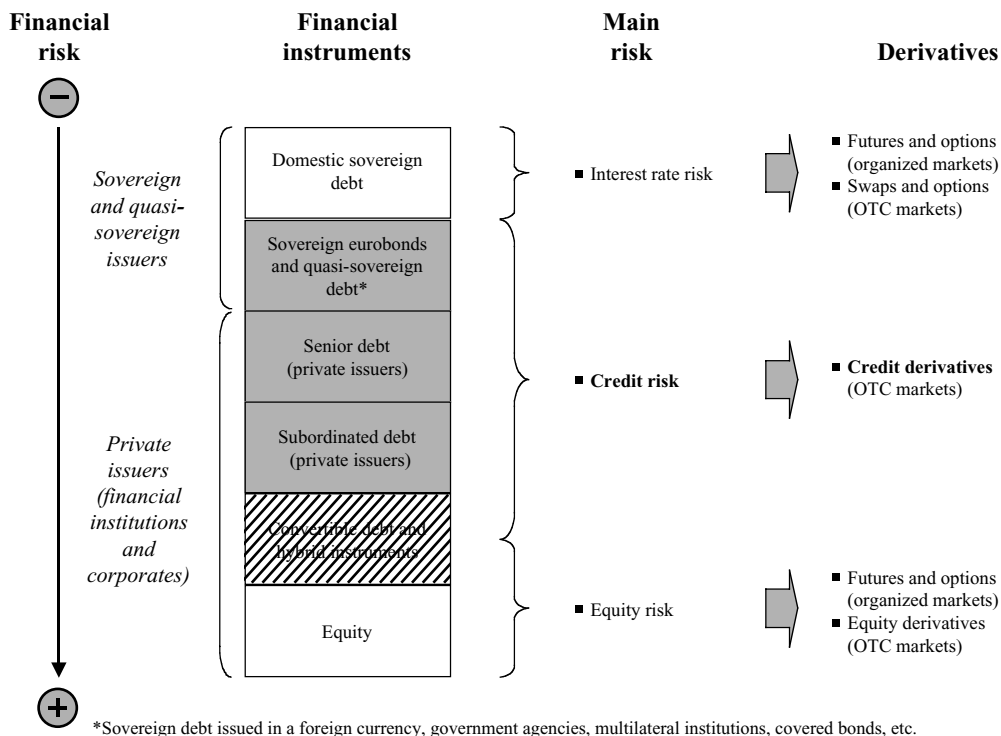 Financial
risk
Financial
instruments
Main
risk
Derivatives
−
Sovereign
and quasi-
sovereign
issuers
Domestic sovereign
debt
■ Interest rate risk
■ Futures and options
(organized markets)
■ Swaps and options
(OTC markets)
Sovereign eurobonds
and quasi-sovereign
debt*
Senior debt
(private issuers)
■ Credit risk
■ Credit derivatives
(OTC markets)
Subordinated debt
(private issuers)
Private
issuers
(financial
institutions
and
corporates)
Convertible debt and
hybrid instruments
Equity
■ Equity risk
■ Futures and options
(organized markets)
■ Equity derivatives
(OTC markets)
+
*Sovereign debt issued in a foreign currency, government agencies, multilateral institutions, covered bonds, etc.